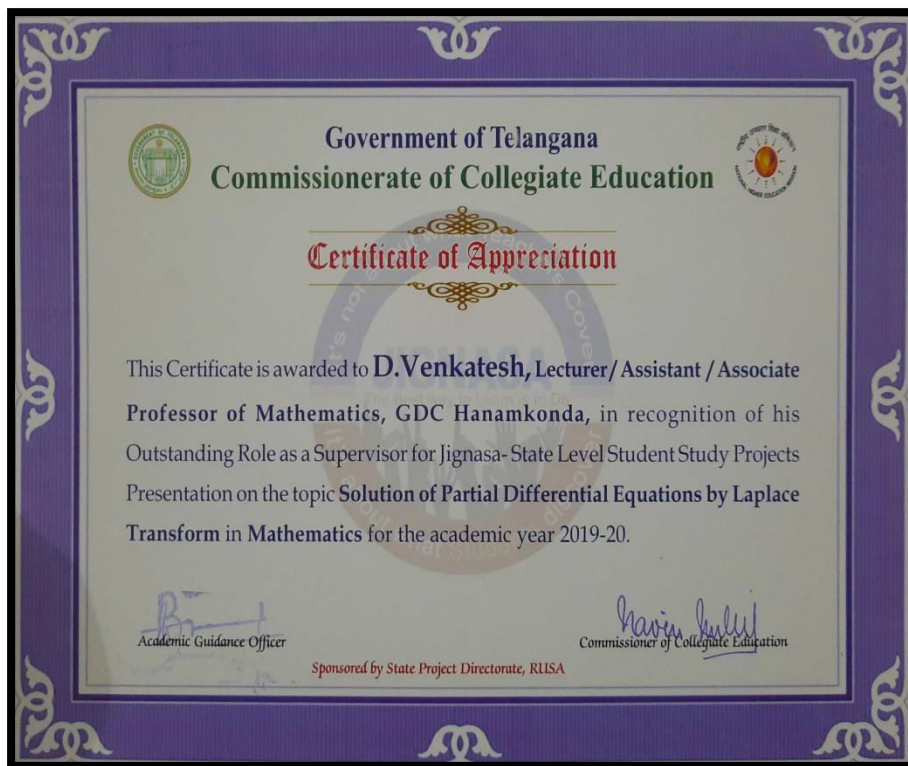 Government of Telangana
Commissionerate of Collegiate Education
Certificate of Appreciation
This Certificate is awarded to D.Venkatesh, Lecturer/ Assistant / Associate
Professor of Mathematics, GDC Hanamkonda, in recognition of his
Outstanding Role as a Supervisor for Jignasa- State Level Student Study Projects
Presentation on the topic Solution of Partial Differential Equations by Laplace
Transform in Mathematics for the academic year 2019-20.
JIGNASA
Academic Guidance Officer
Commissioner of Collegiate Education
Sponsored by State Project Directorate, RUSA